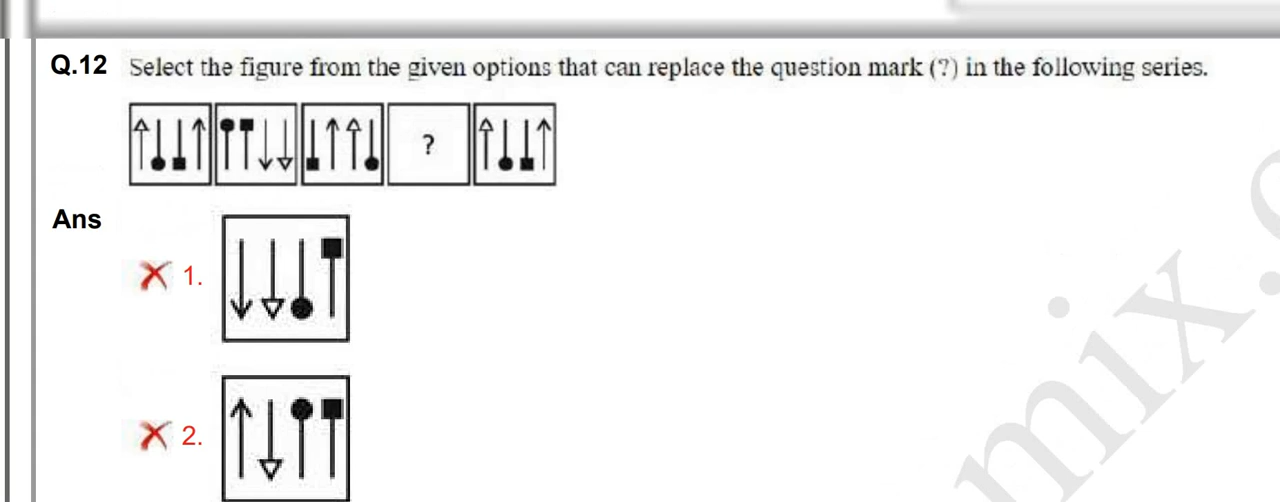 Q.12 Select the figure from the given options that can replace the question mark (?) in the following series.
?
Ans
1.
2.
mix.